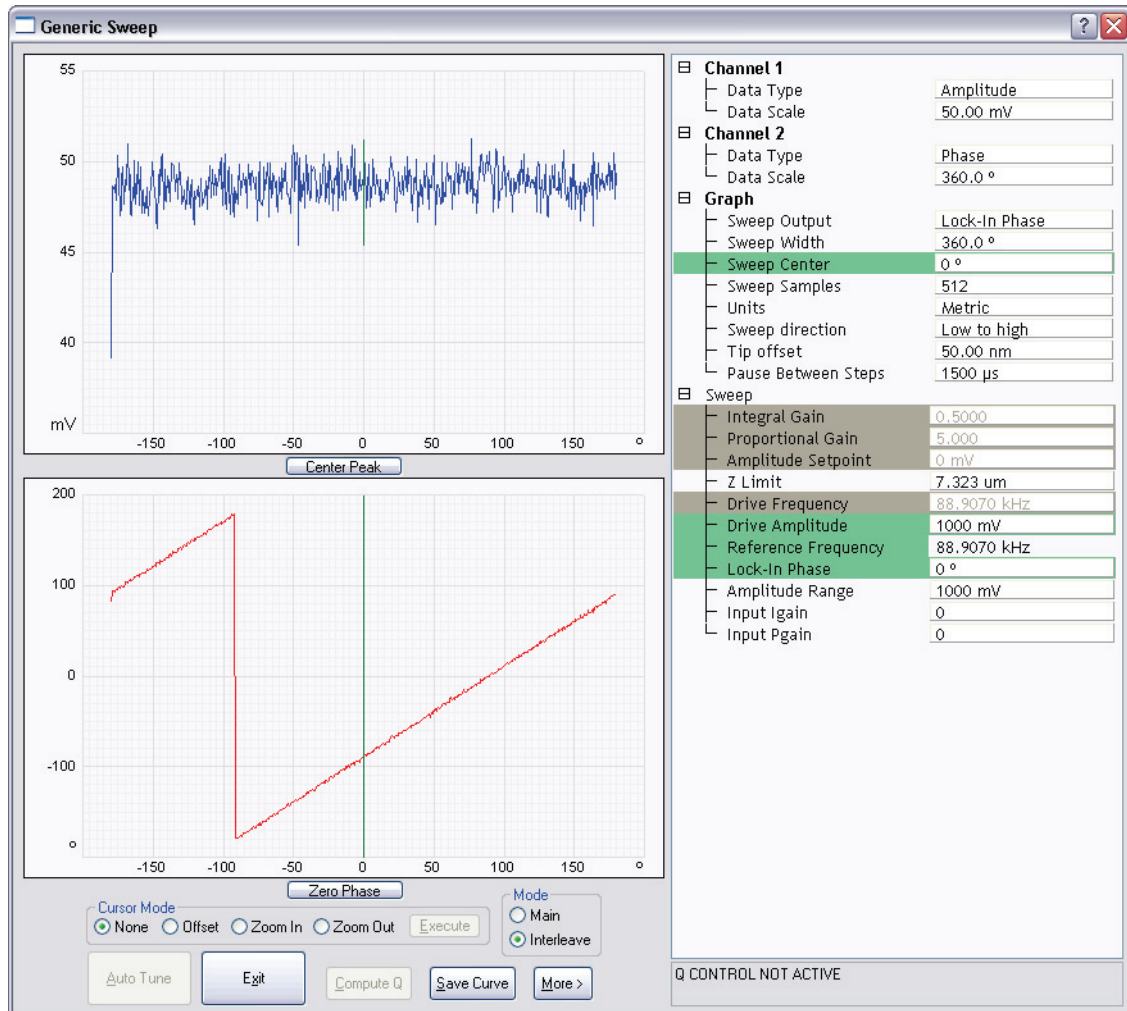 Generic Sweep
55
50
45
40
mV
-150 -100 -50 0 50 100 150 º
Center Peak
200
100
0
-100
º
-150 -100 -50 0 50 100 150 º
Zero Phase
Cursor Mode
None Offset Zoom In Zoom Out Execute
Mode
Main
Interleave
Auto Tune Exit Compute Q Save Curve More >
Channel 1
Data Type Amplitude
Data Scale 50.00 mV
Channel 2
Data Type Phase
Data Scale 360.0 º
Graph
Sweep Output Lock-In Phase
Sweep Width 360.0 º
Sweep Center 0 º
Sweep Samples 512
Units Metric
Sweep direction Low to high
Tip offset 50.00 nm
Pause Between Steps 1500 µs
Sweep
Integral Gain 0.5000
Proportional Gain 5.000
Amplitude Setpoint 0 mV
Z Limit 7.323 um
Drive Frequency 88.9070 kHz
Drive Amplitude 1000 mV
Reference Frequency 88.9070 kHz
Lock-In Phase 0 º
Amplitude Range 1000 mV
Input Igain 0
Input Pgain 0
Q CONTROL NOT ACTIVE